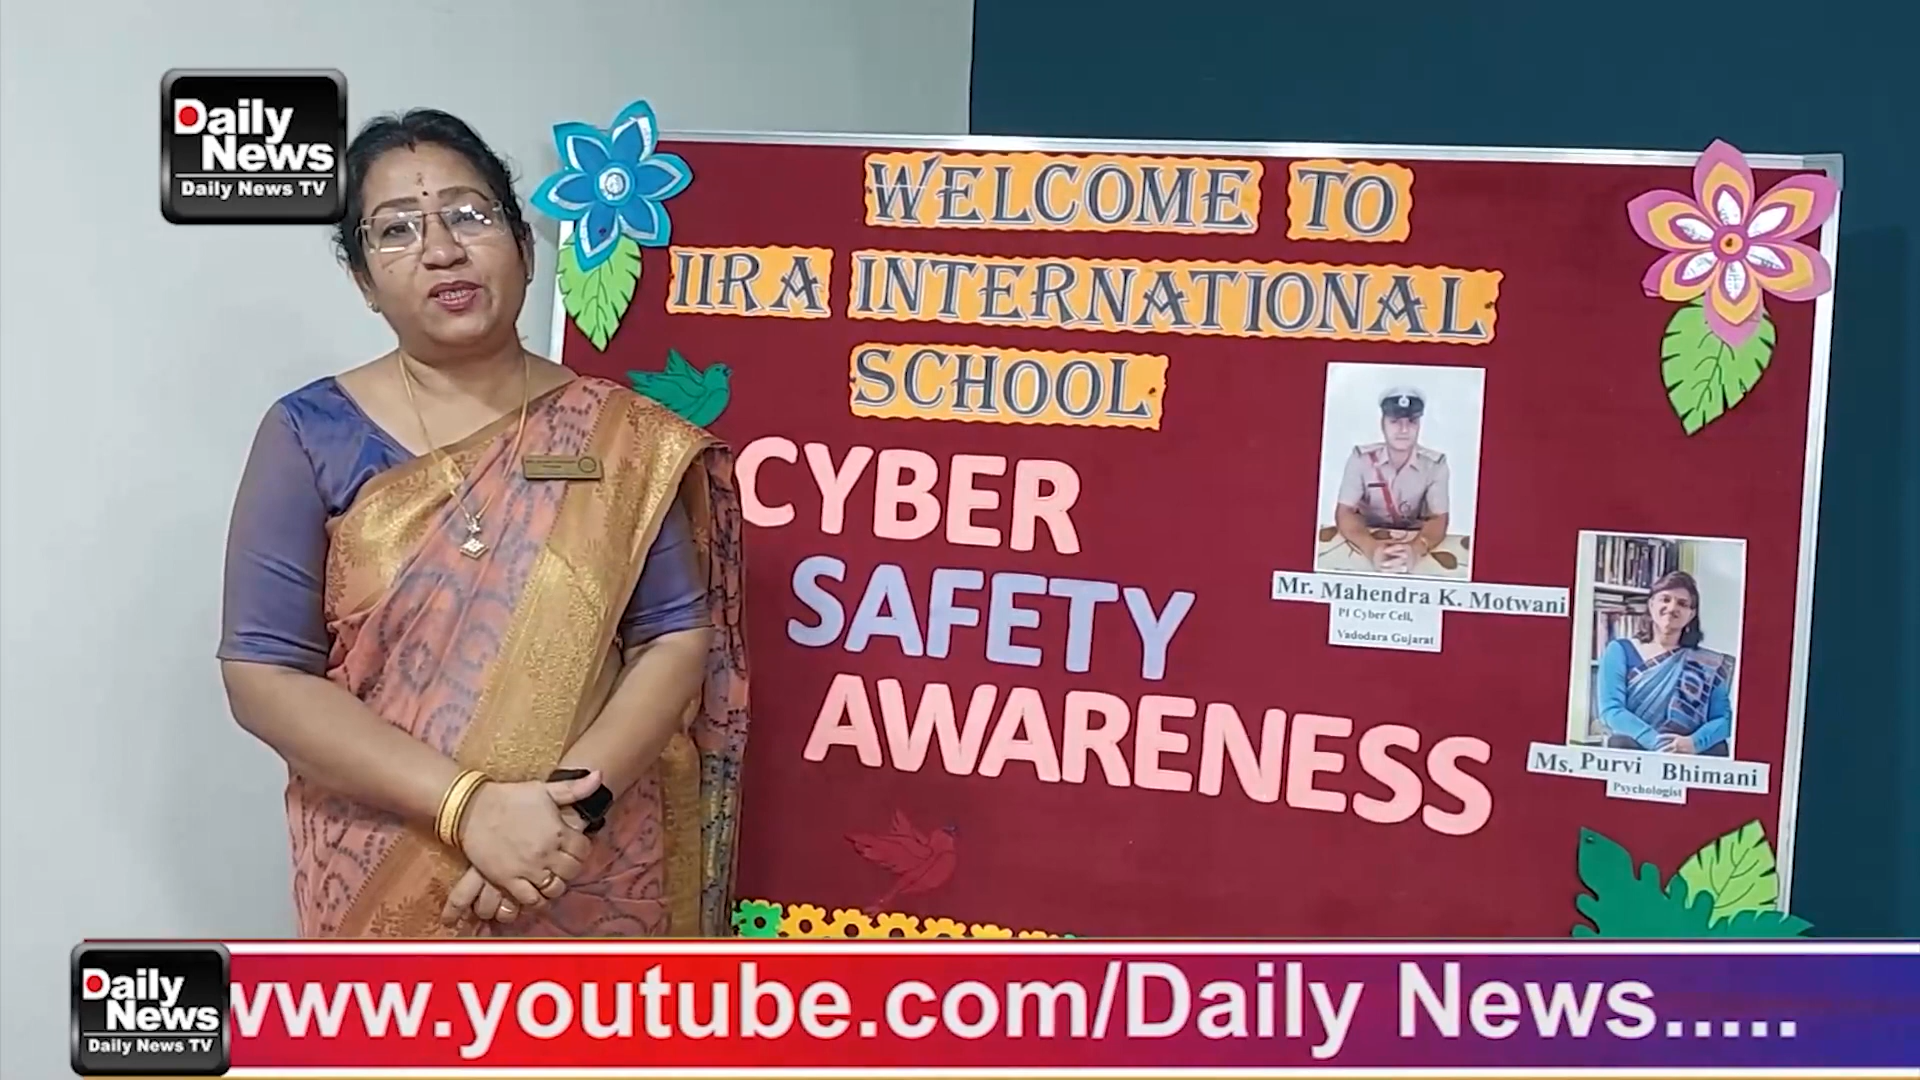 Daily
News
Daily News TV
WELCOME TO
IIRA INTERNATIONAL
SCHOOL
CYBER
SAFETY
AWARENESS
Mr. Mahendra K. Motwani
PI Cyber Cell,
Vadodara Gujarat
Ms. Purvi Bhimani
Psychologist
Daily
News
Daily News TV
www.youtube.com/Daily News.....